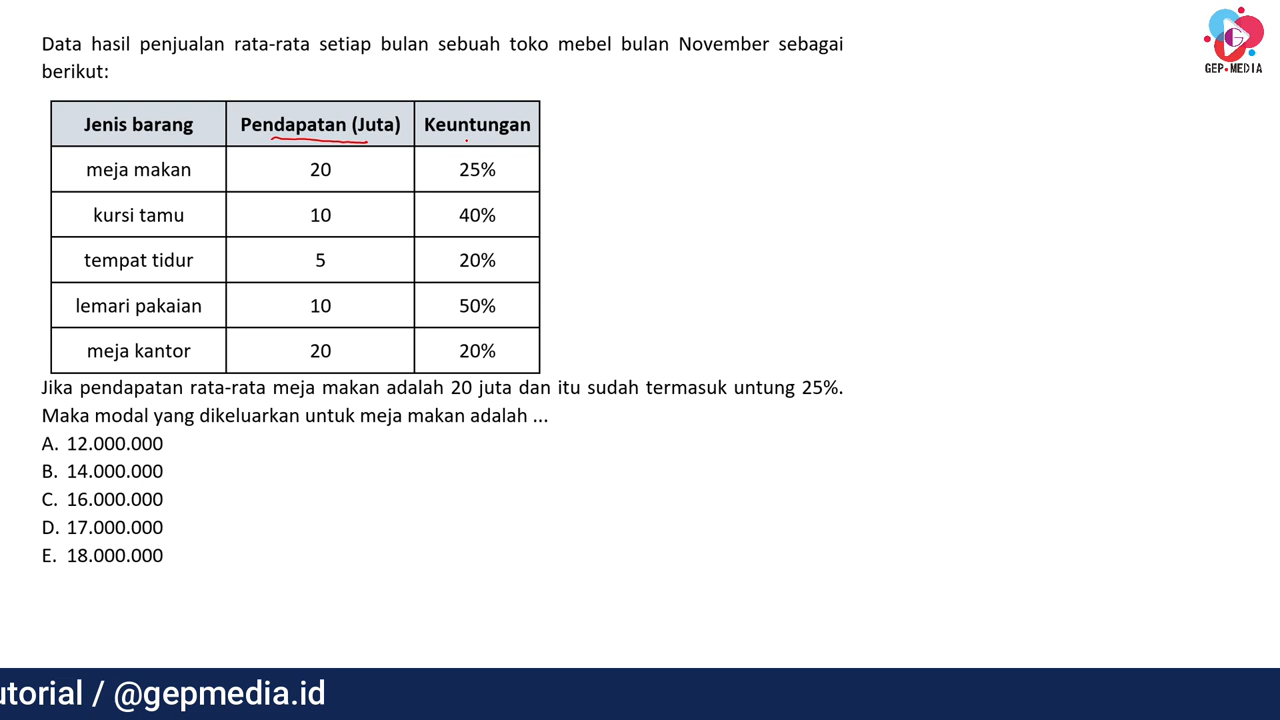 Data hasil penjualan rata-rata setiap bulan sebuah toko mebel bulan November sebagai
berikut:
GEP•MEDIA
Jenis barang Pendapatan (Juta) Keuntungan
meja makan 20 25%
kursi tamu 10 40%
tempat tidur 5 20%
lemari pakaian 10 50%
meja kantor 20 20%
Jika pendapatan rata-rata meja makan adalah 20 juta dan itu sudah termasuk untung 25%.
Maka modal yang dikeluarkan untuk meja makan adalah ...
A. 12.000.000
B. 14.000.000
C. 16.000.000
D. 17.000.000
E. 18.000.000
utorial / @gepmedia.id